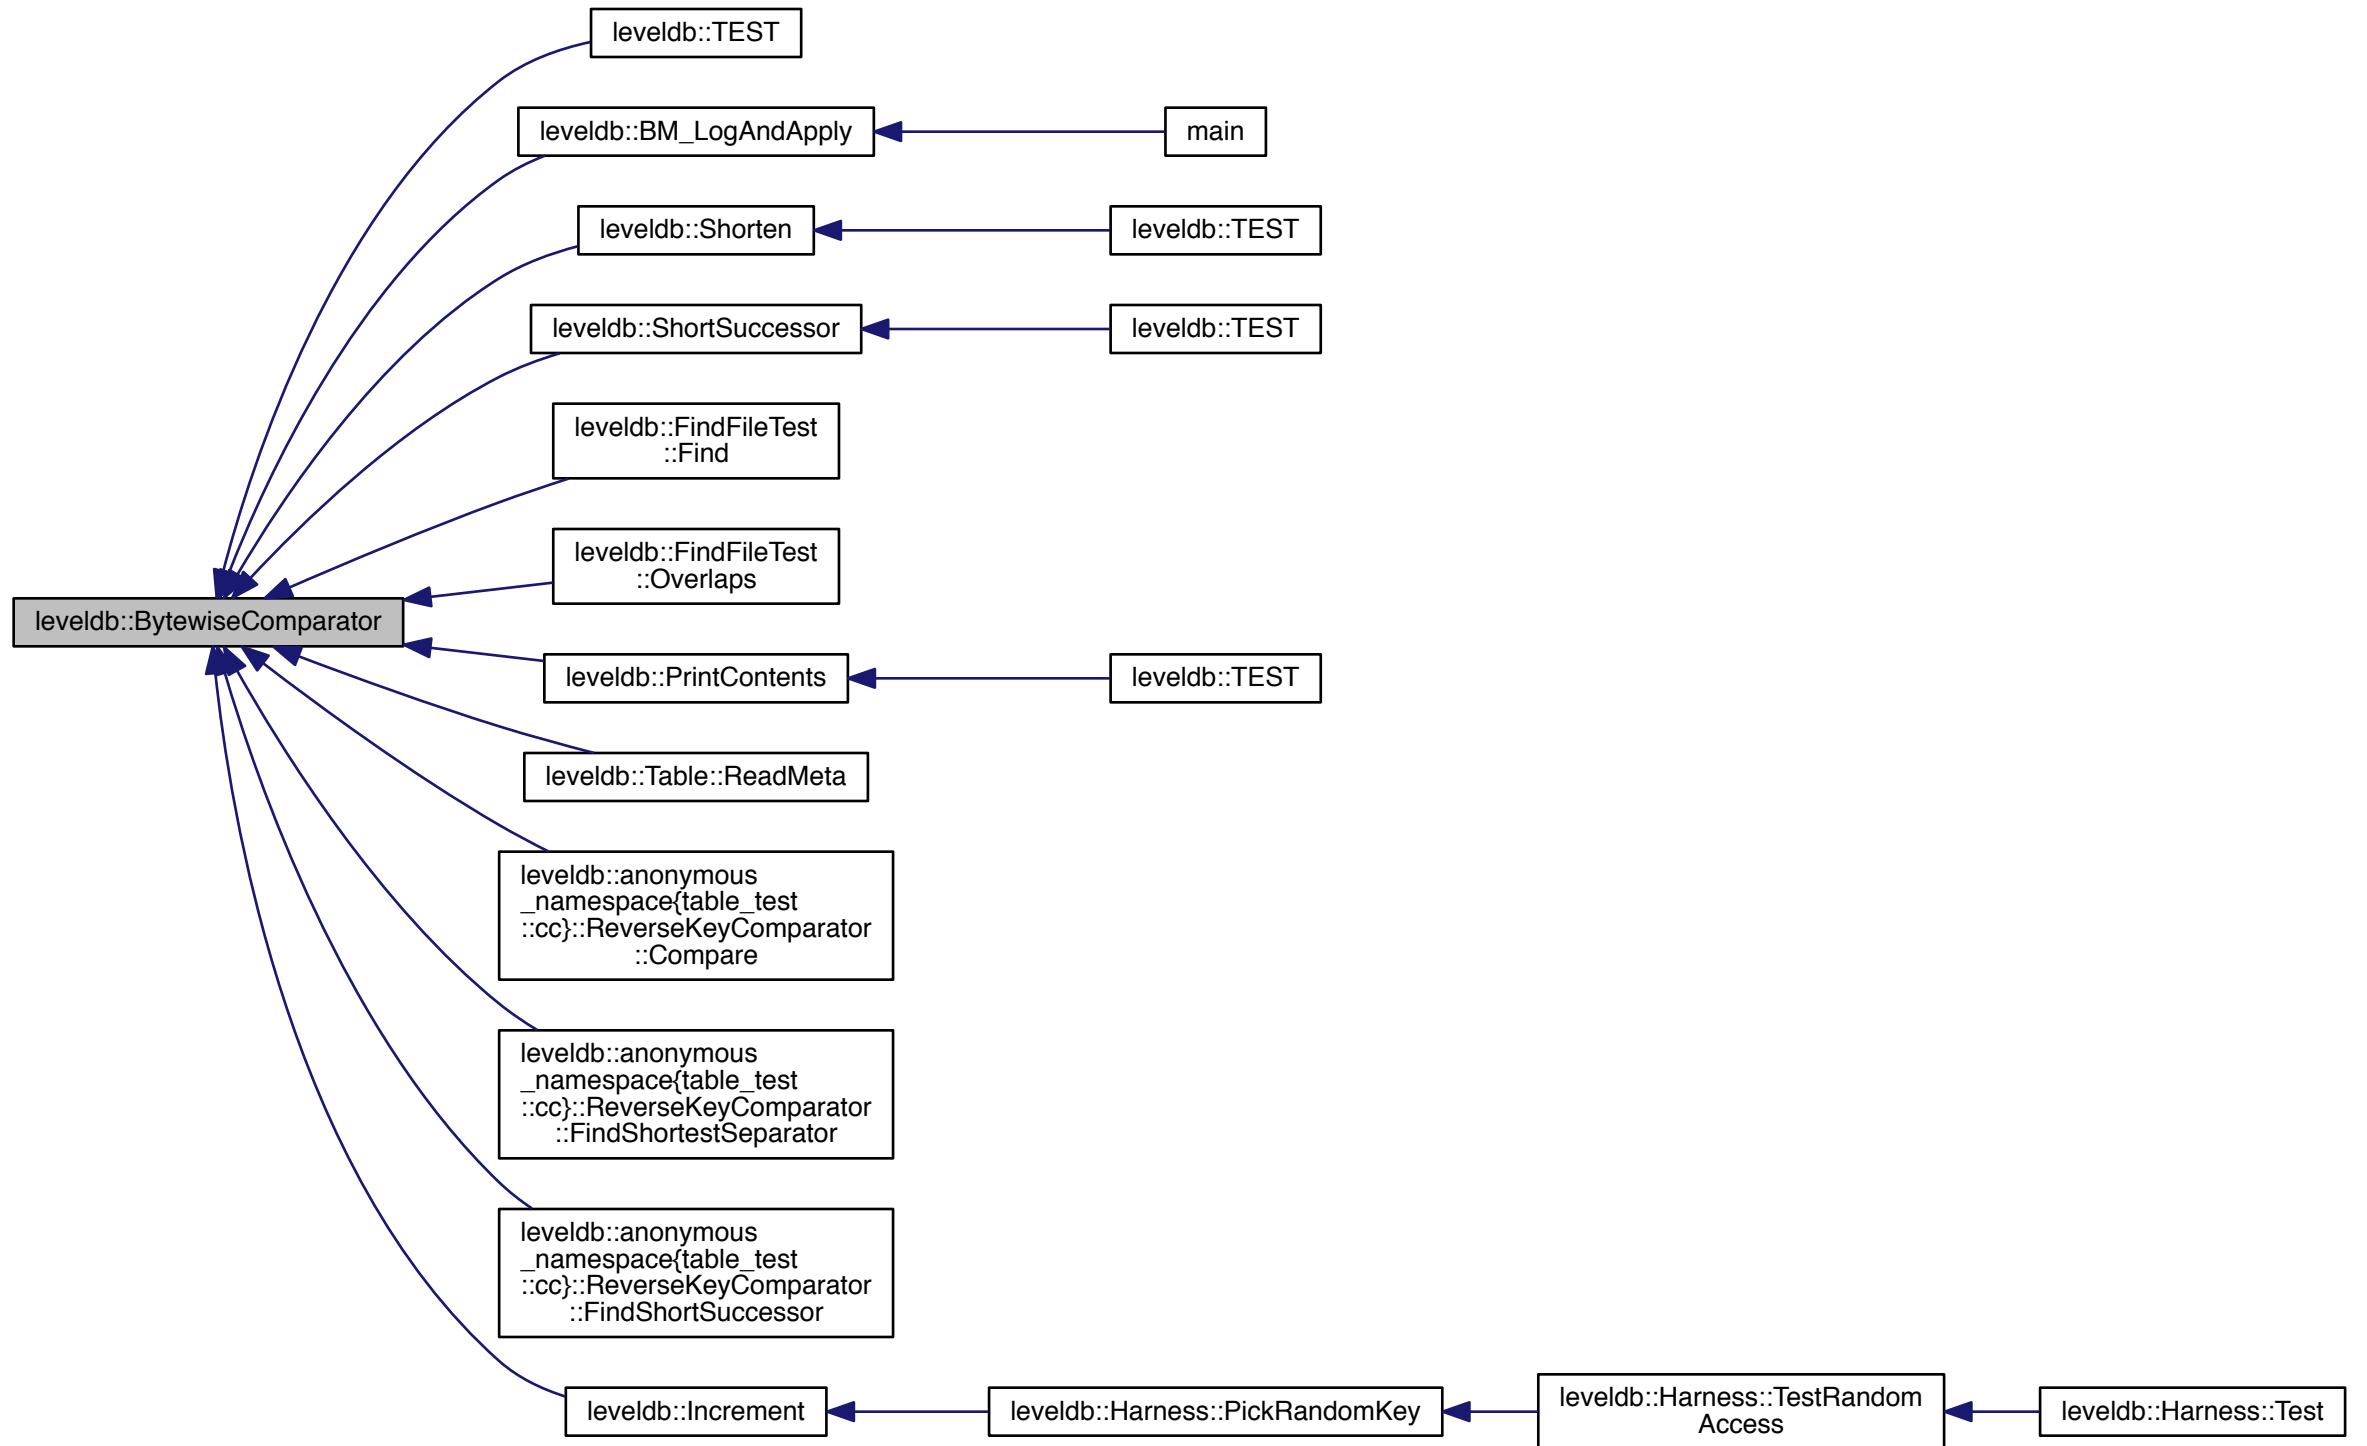 leveldb::TEST
leveldb::BM_LogAndApply
main
leveldb::Shorten
leveldb::TEST
leveldb::ShortSuccessor
leveldb::TEST
leveldb::FindFileTest
::Find
leveldb::FindFileTest
::Overlaps
leveldb::BytewiseComparator
leveldb::PrintContents
leveldb::TEST
leveldb::Table::ReadMeta
leveldb::anonymous
_namespace{table_test
::cc}::ReverseKeyComparator
::Compare
leveldb::anonymous
_namespace{table_test
::cc}::ReverseKeyComparator
::FindShortestSeparator
leveldb::anonymous
_namespace{table_test
::cc}::ReverseKeyComparator
::FindShortSuccessor
leveldb::Increment
leveldb::Harness::PickRandomKey
leveldb::Harness::TestRandom
Access
leveldb::Harness::Test